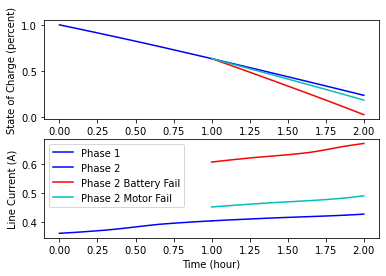 State of Charge (percent)
1.0
0.5
0.0
0.00 0.25 0.50 0.75 1.00 1.25 1.50 1.75 2.00
Line Current (A)
0.6
0.5
0.4
Phase 1
Phase 2
Phase 2 Battery Fail
Phase 2 Motor Fail
0.00 0.25 0.50 0.75 1.00 1.25 1.50 1.75 2.00
Time (hour)